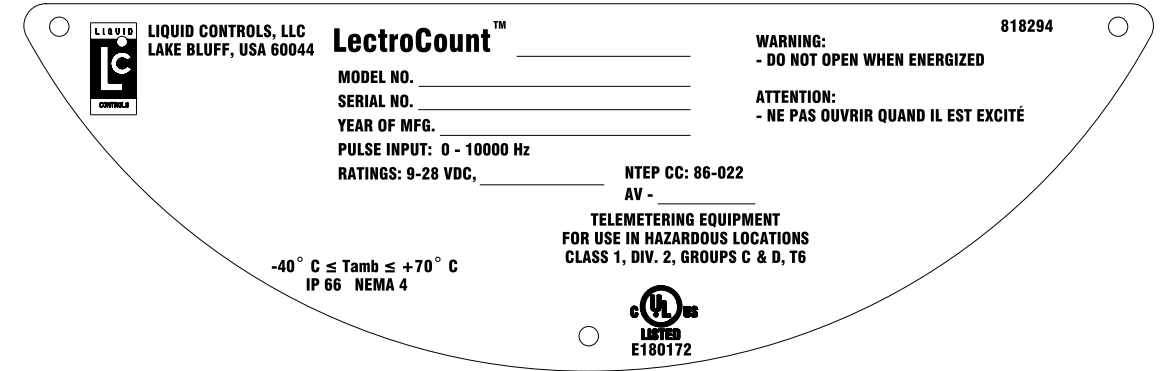 LIQUID
LC
CONTROLS
LIQUID CONTROLS, LLC
LAKE BLUFF, USA 60044
LectroCount™
MODEL NO.
SERIAL NO.
YEAR OF MFG.
PULSE INPUT: 0 - 10000 Hz
RATINGS: 9-28 VDC,
NTEP CC: 86-022
AV -
818294
WARNING:
- DO NOT OPEN WHEN ENERGIZED
ATTENTION:
- NE PAS OUVRIR QUAND IL EST EXCITÉ
TELEMETERING EQUIPMENT
FOR USE IN HAZARDOUS LOCATIONS
CLASS 1, DIV. 2, GROUPS C & D, T6
-40° C ≤ Tamb ≤ +70° C
IP 66 NEMA 4
C UL US
LISTED
E180172